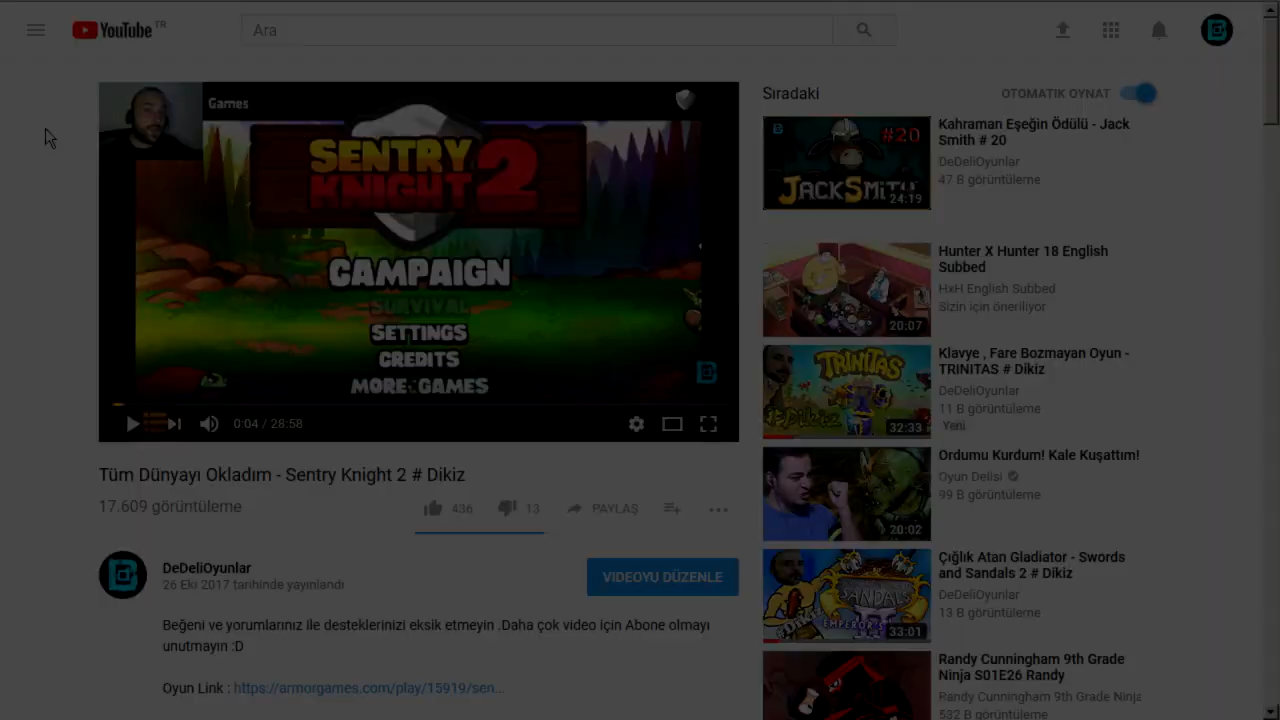 YouTube TR
Ara
Games
SENTRY
KNIGHT 2
CAMPAIGN
SURVIVAL
SETTINGS
CREDITS
MORE GAMES
0:04 / 28:58
Tüm Dünyayı Okladım - Sentry Knight 2 # Dikiz
17.609 görüntüleme
436
13
PAYLAŞ
DeDeliOyunlar
26 Eki 2017 tarihinde yayınlandı
VIDEOYU DÜZENLE
Beğeni ve yorumlarınız ile desteklerinizi eksik etmeyin .Daha çok video için Abone olmayı
unutmayın :D
Oyun Link : https://armorgames.com/play/15919/sen...
Sıradaki
OTOMATIK OYNAT
#20
JACKSMITH
24:19
Kahraman Eşeğin Ödülü - Jack
Smith # 20
DeDeliOyunlar
47 B görüntüleme
20:07
Hunter X Hunter 18 English
Subbed
HxH English Subbed
Sizin için öneriliyor
TRINITAS
#Dikiz
32:33
Klavye , Fare Bozmayan Oyun -
TRINITAS # Dikiz
DeDeliOyunlar
11 B görüntüleme
Yeni
20:02
Ordumu Kurdum! Kale Kuşattım!
Oyun Delisi
99 B görüntüleme
33:01
Çığlık Atan Gladiator - Swords
and Sandals 2 # Dikiz
DeDeliOyunlar
13 B görüntüleme
Randy Cunningham 9th Grade
Ninja S01E26 Randy
Randy Cunningham 9th Grade Ninja
532 B görüntüleme